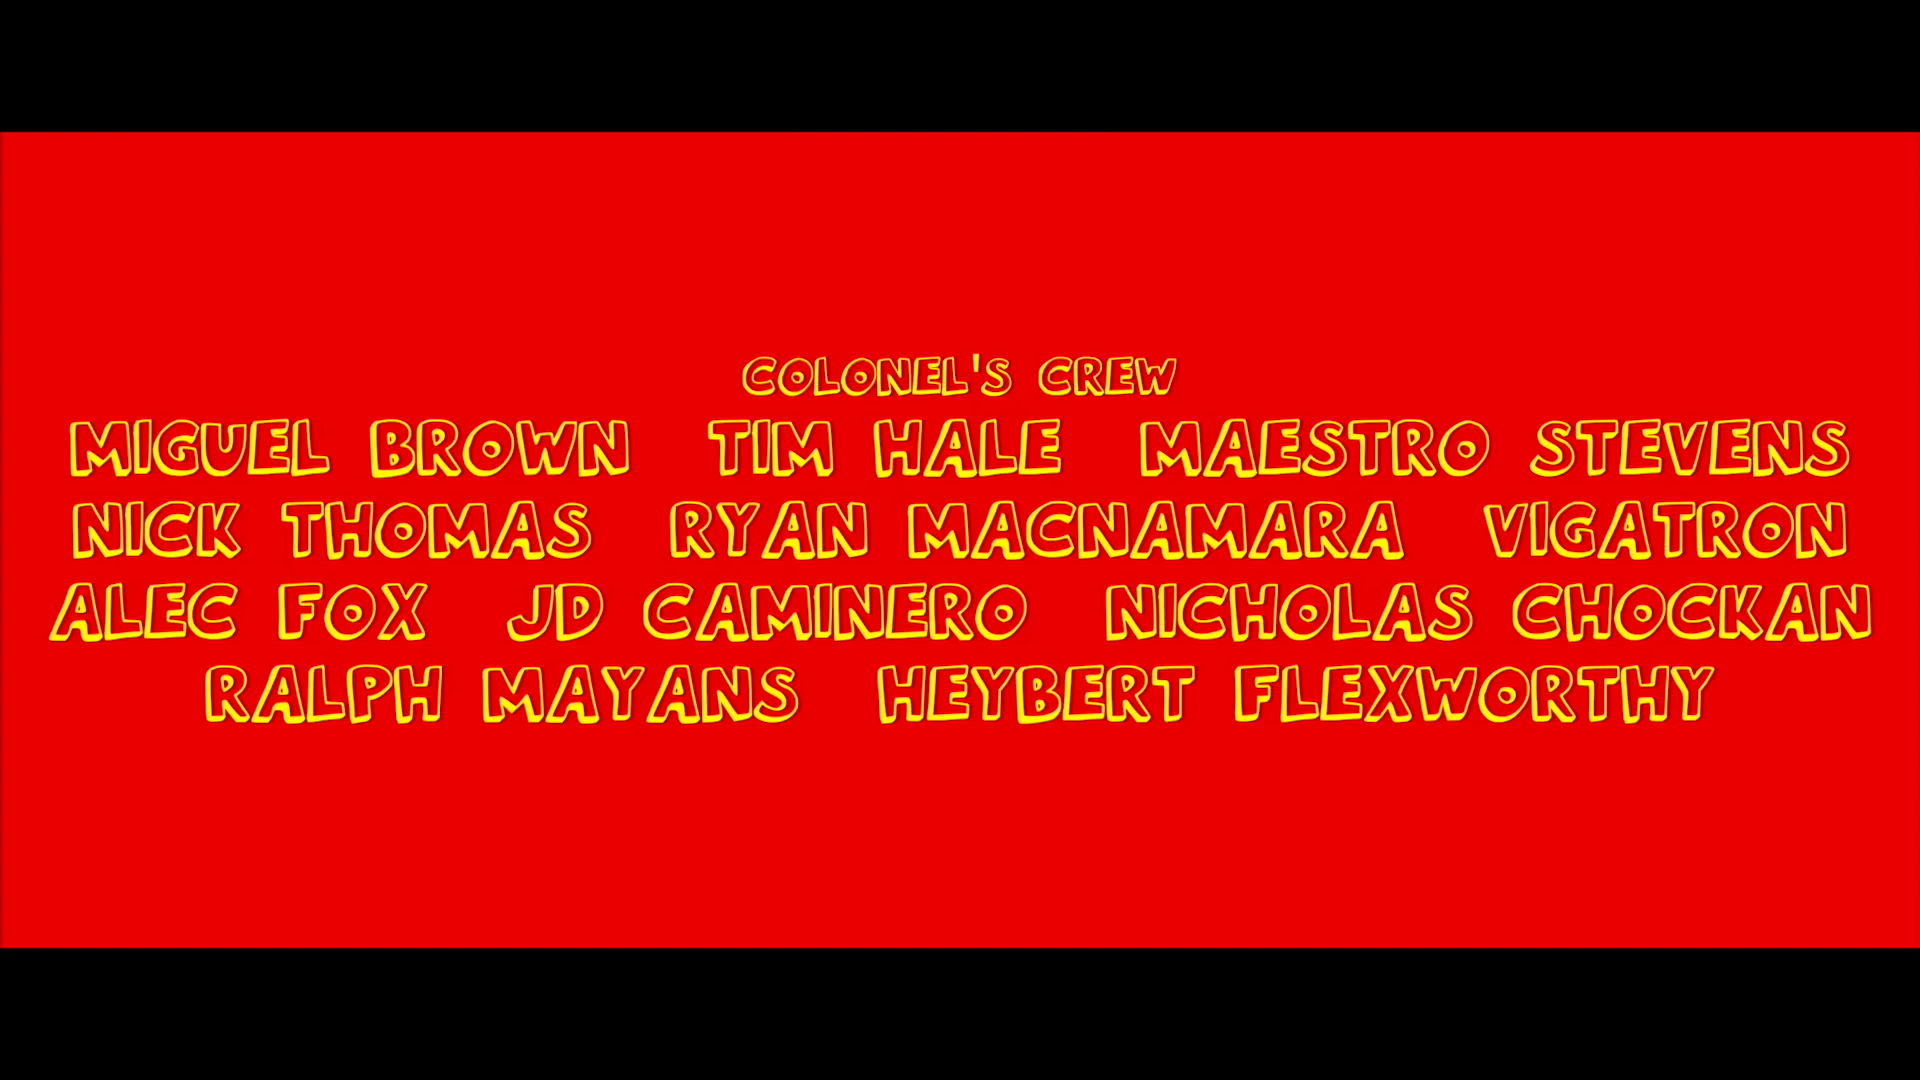 COLONEL'S CREW
MIGUEL BROWN TIM HALE MAESTRO STEVENS
NICK THOMAS RYAN MACNAMARA VIGATRON
ALEC FOX JD CAMINERO NICHOLAS CHOCKAN
RALPH MAYANS HEYBERT FLEXWORTHY